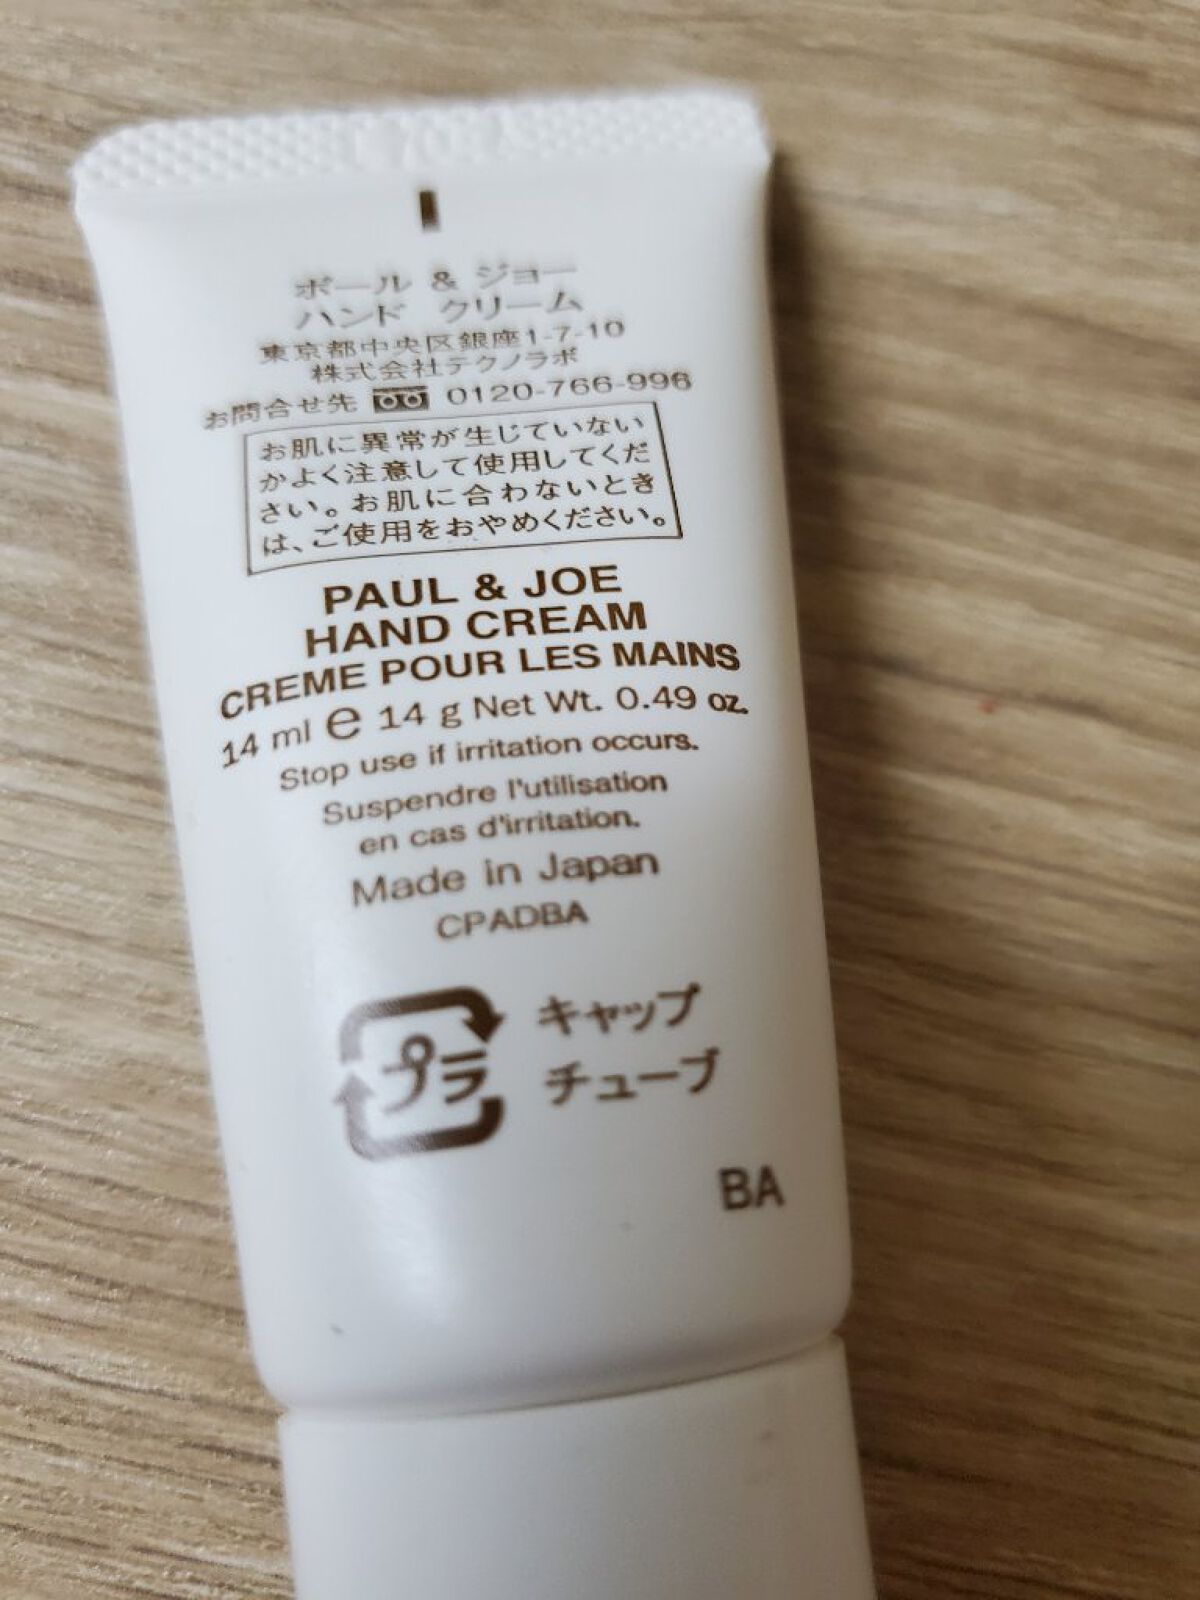 ポール & ジョー
ハンド クリーム
東京都中央区銀座1-7-10
株式会社テクノラボ
お問合せ先 0120-766-996
お肌に異常が生じていない
かよく注意して使用してくだ
さい。お肌に合わないとき
は、ご使用をおやめください。
PAUL & JOE
HAND CREAM
CREME POUR LES MAINS
14 ml e 14 g Net Wt. 0.49 oz.
Stop use if irritation occurs.
Suspendre l'utilisation
en cas d'irritation.
Made in Japan
CPADBA
プラ キャップ
チューブ
BA